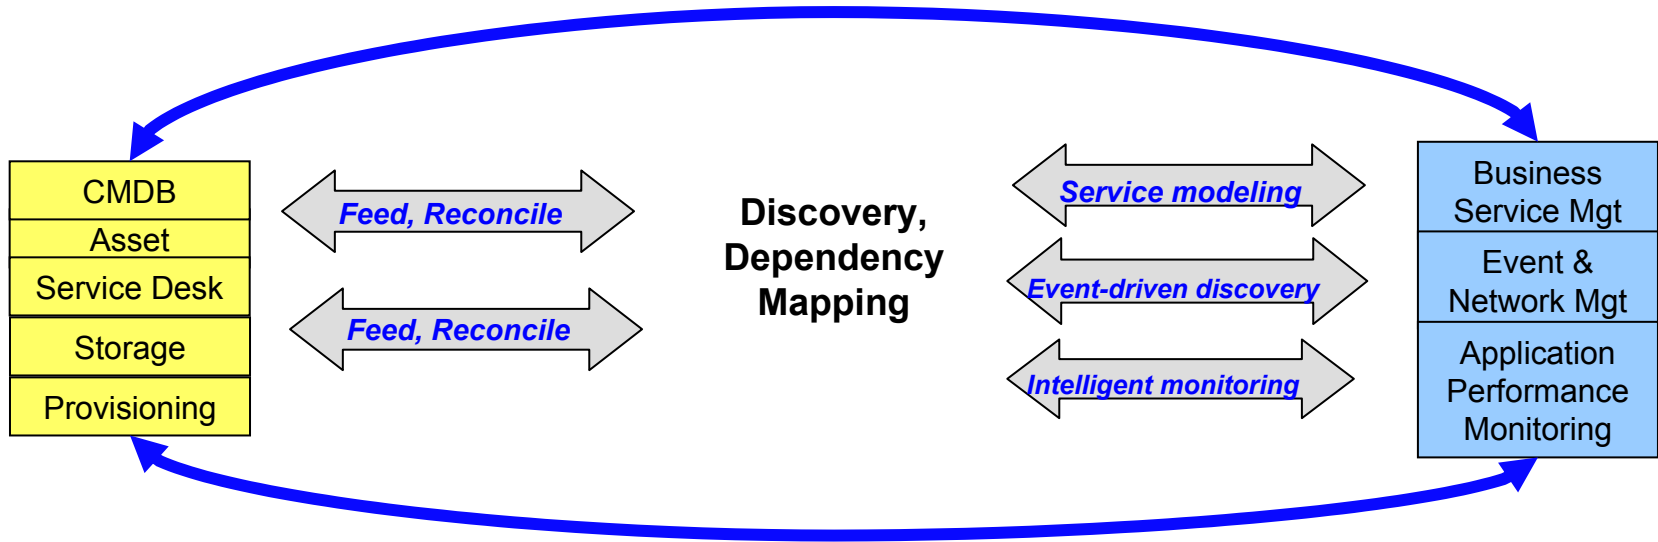 CMDB
Asset
Service Desk
Storage
Provisioning
Feed, Reconcile
Feed, Reconcile
Discovery,
Dependency
Mapping
Service modeling
Event-driven discovery
Intelligent monitoring
Business
Service Mgt
Event &
Network Mgt
Application
Performance
Monitoring